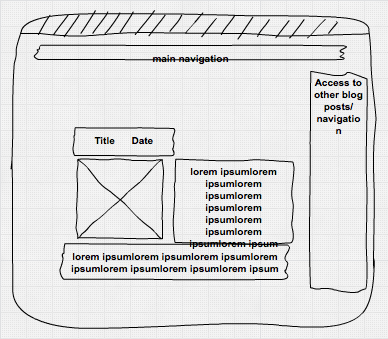 main navigation
Access to
other blog
posts/
navigatio
n
Title Date
lorem ipsumlorem
ipsumlorem
ipsumlorem
ipsumlorem
ipsumlorem
ipsumlorem
ipsumlorem ipsum
lorem ipsumlorem ipsumlorem ipsumlorem
ipsumlorem ipsumlorem ipsumlorem ipsum